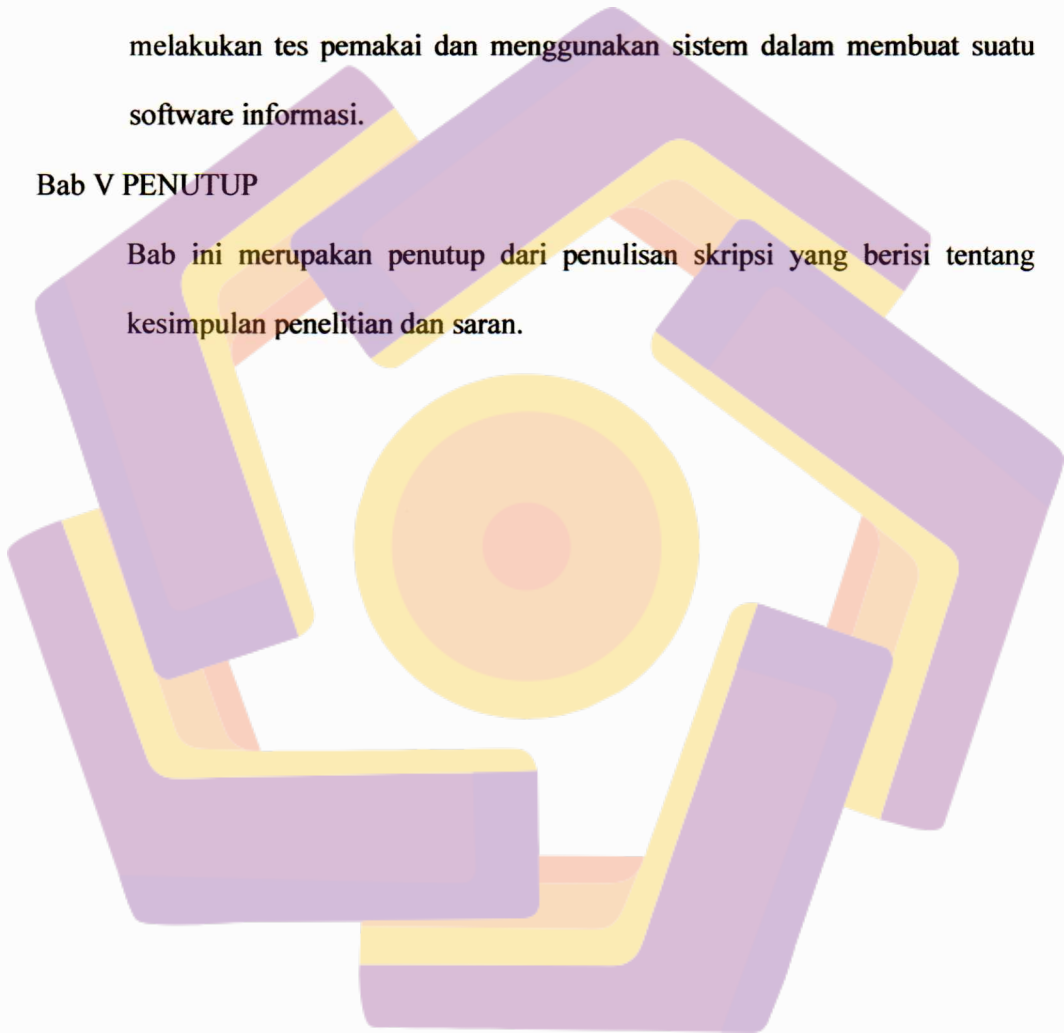 melakukan tes pemakai dan menggunakan sistem dalam membuat suatu
software informasi.
Bab V PENUTUP
Bab ini merupakan penutup dari penulisan skripsi yang berisi tentang
kesimpulan penelitian dan saran.